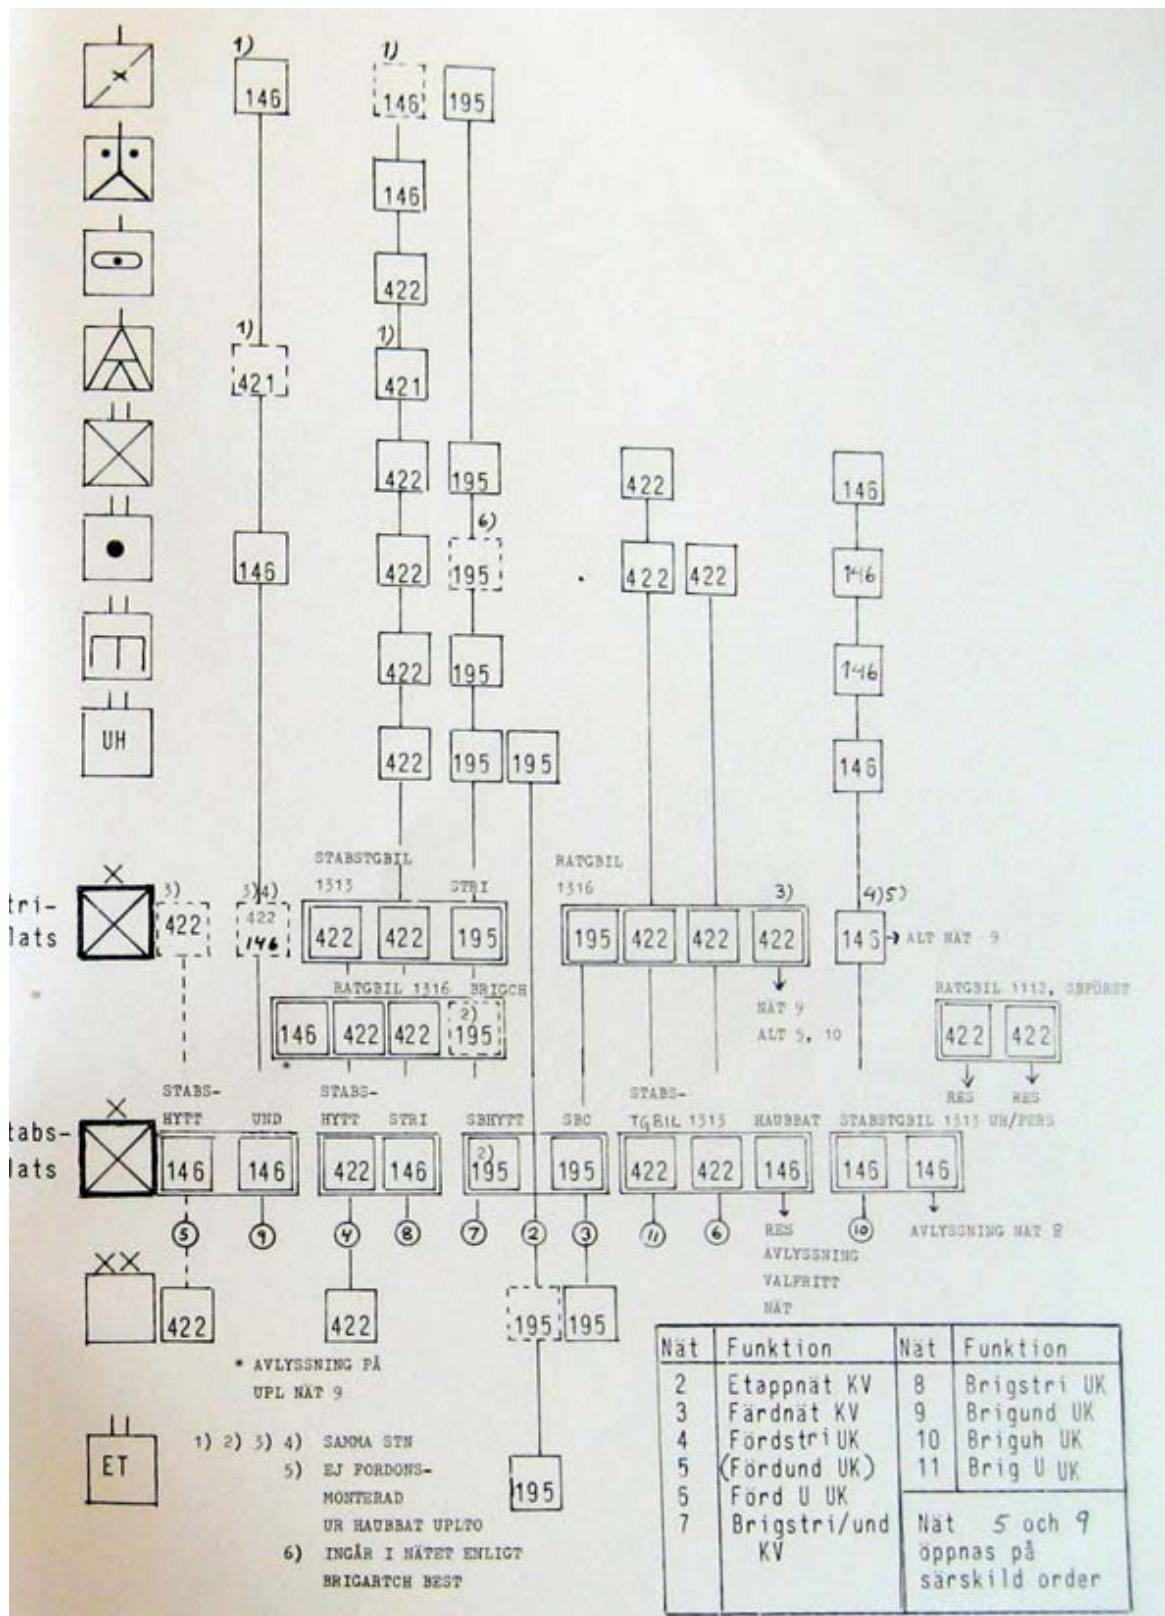 1) 1)
146 146 195
146
422
1) 1)
421 421
422 195 422 146
6)
146 422 195 422 422 146
422 195 146
UH 422 195 195 146
STABSTGBIL RATGBIL
1313 STRI 1316
3) 3)4) 3) 4)5)
tri-
lats 422 422 422 422 195 195 422 422 422 146 → ALT NÄT 9
146
RATGBIL 1316 BRIGCH RATGBIL 1112,
2) NÄT 9
146 422 422 195 ALT 5, 10 422 422
STABS- STABS- STABS- RES RES
HYTT UND HYTT STRI SBHYTT SBC TGBIL 1313 HAUBBAT STABSTGBIL 1313 UH/PERS
tabs-
lats 146 146 422 146 2) 195 195 422 422 146 146 146
5 9 4 8 7 2 3 11 6 RES 10 AVLYSSNING NÄT 8
AVLYSSNING
VALFRITT
NÄT
422 422 195 195
* AVLYSSNING PÅ
UPL NÄT 9
ET 195
1) 2) 3) 4) SAMMA STN
5) EJ FORDONS-
MONTERAD
UR HAUBBAT UPLTO
6) INGÅR I NÄTET ENLIGT
BRIGARTCH BEST
Nät Funktion Nät Funktion
2 Etappnät KV 8 Brigstri UK
3 Färdnät KV 9 Brigund UK
4 Fördstri UK 10 Briguh UK
5 (Fördund UK) 11 Brig U UK
6 Förd U UK
7 Brigstri/und
KV
Nät 5 och 9
öppnas på
särskild order